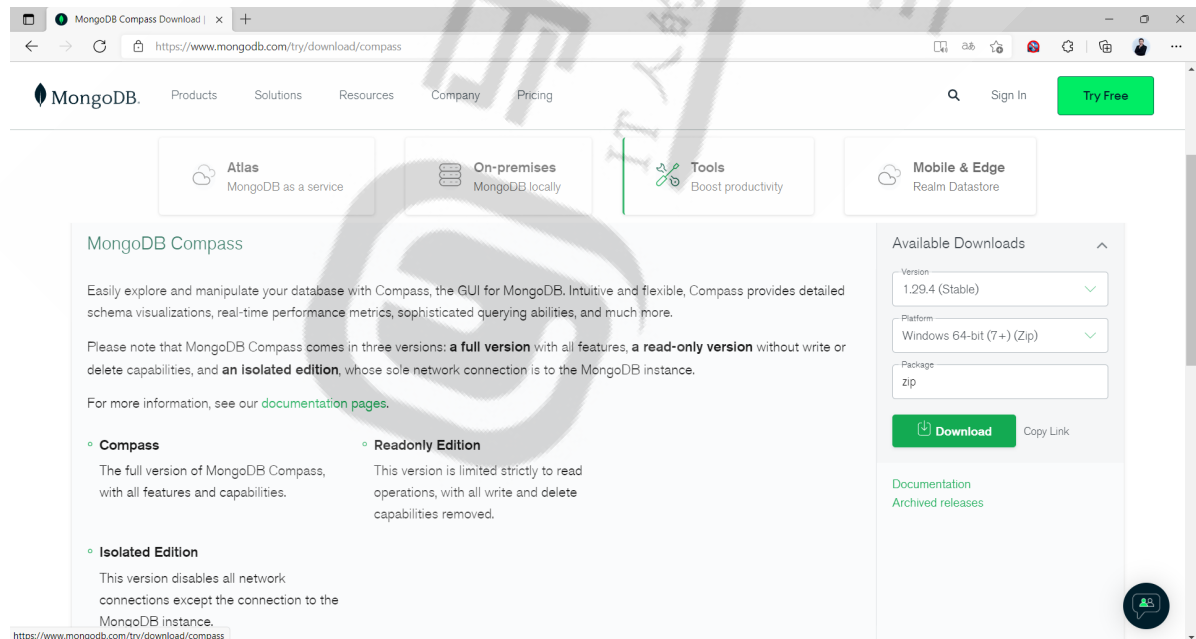 MongoDB Compass Download |
https://www.mongodb.com/try/download/compass
MongoDB.
Products
Solutions
Resources
Company
Pricing
Sign In
Try Free
Atlas
MongoDB as a service
On-premises
MongoDB locally
Tools
Boost productivity
Mobile & Edge
Realm Datastore
MongoDB Compass
Easily explore and manipulate your database with Compass, the GUI for MongoDB. Intuitive and flexible, Compass provides detailed
schema visualizations, real-time performance metrics, sophisticated querying abilities, and much more.
Please note that MongoDB Compass comes in three versions: a full version with all features, a read-only version without write or
delete capabilities, and an isolated edition, whose sole network connection is to the MongoDB instance.
For more information, see our documentation pages.
Compass
The full version of MongoDB Compass,
with all features and capabilities.
Readonly Edition
This version is limited strictly to read
operations, with all write and delete
capabilities removed.
Isolated Edition
This version disables all network
connections except the connection to the
MongoDB instance.
Available Downloads
Version
1.29.4 (Stable)
Platform
Windows 64-bit (7+) (Zip)
Package
zip
Download
Copy Link
Documentation
Archived releases
https://www.mongodb.com/try/download/compass